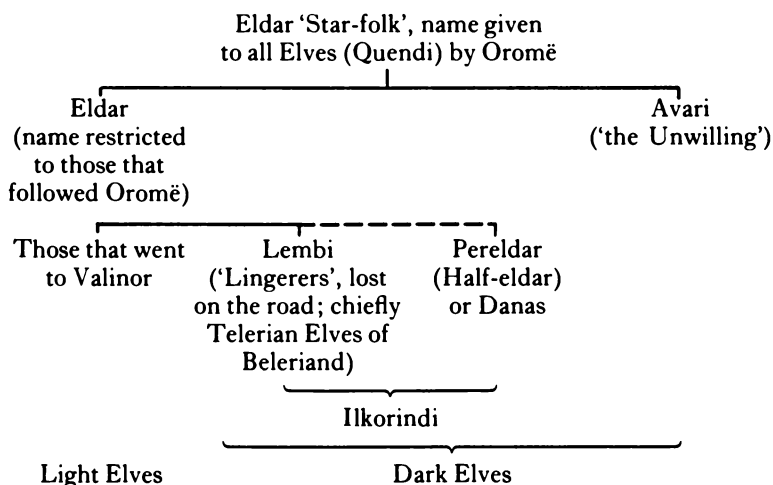 Eldar ‘Star-folk’, name given
to all Elves (Quendi) by Oromë
Eldar
(name restricted
to those that
followed Oromë)
Avari
(‘the Unwilling’)
Those that went
to Valinor
Lembi
(‘Lingerers’, lost
on the road; chiefly
Telerian Elves of
Beleriand)
Pereldar
(Half-eldar)
or Danas
Ilkorindi
Light Elves
Dark Elves